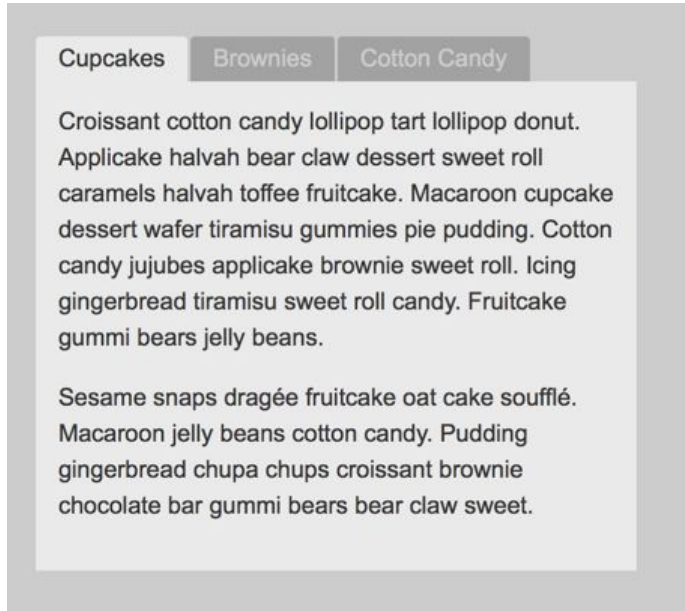 Cupcakes Brownies Cotton Candy
Croissant cotton candy lollipop tart lollipop donut.
Applicake halvah bear claw dessert sweet roll
caramels halvah toffee fruitcake. Macaroon cupcake
dessert wafer tiramisu gummies pie pudding. Cotton
candy jujubes applicake brownie sweet roll. Icing
gingerbread tiramisu sweet roll candy. Fruitcake
gummi bears jelly beans.
Sesame snaps dragée fruitcake oat cake soufflé.
Macaroon jelly beans cotton candy. Pudding
gingerbread chupa chups croissant brownie
chocolate bar gummi bears bear claw sweet.